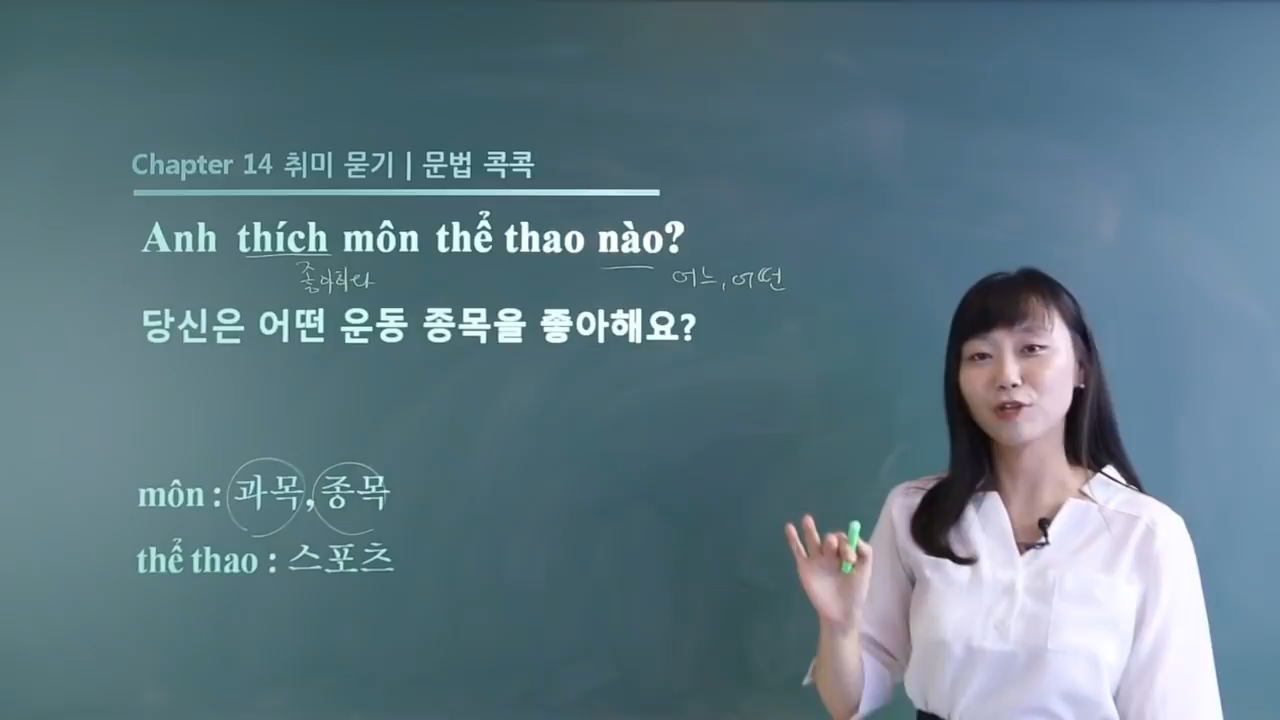 Chapter 14 취미 묻기 | 문법 콕콕
Anh thích môn thể thao nào?
좋아하다 어느, 어떤
당신은 어떤 운동 종목을 좋아해요?
môn : 과목, 종목
thể thao : 스포츠